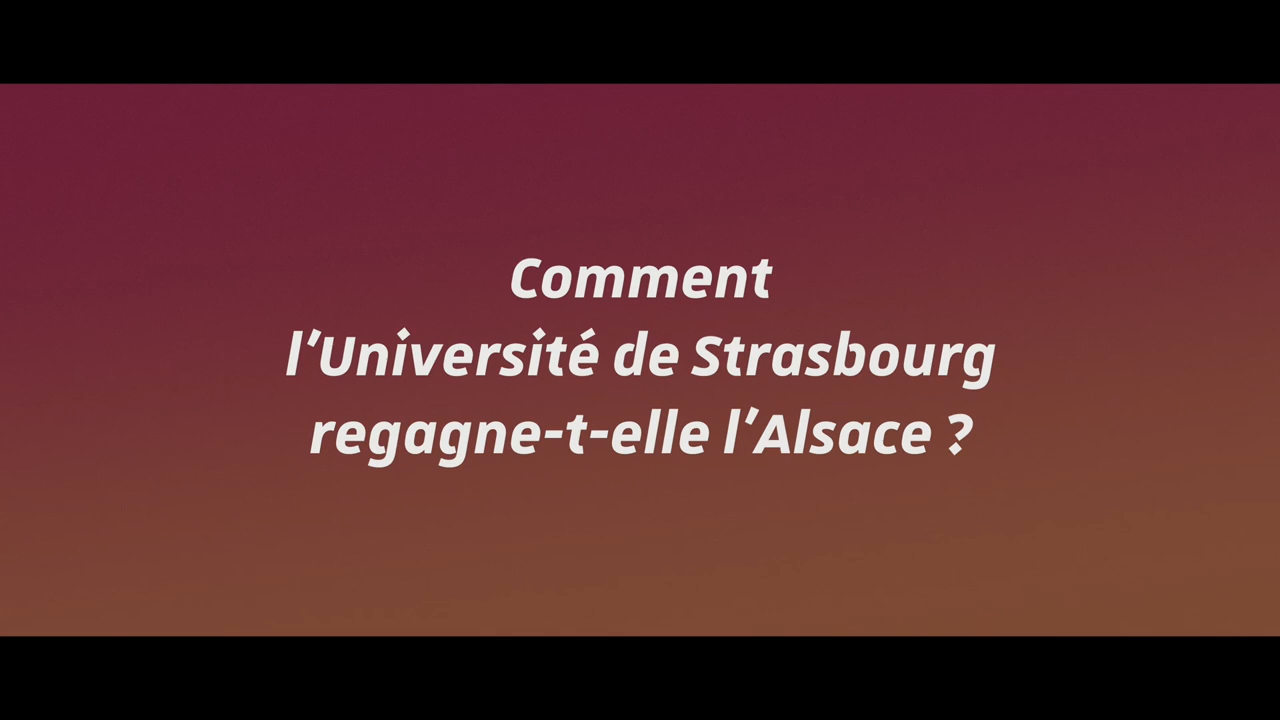 Comment
l’Université de Strasbourg
regagne-t-elle l’Alsace ?